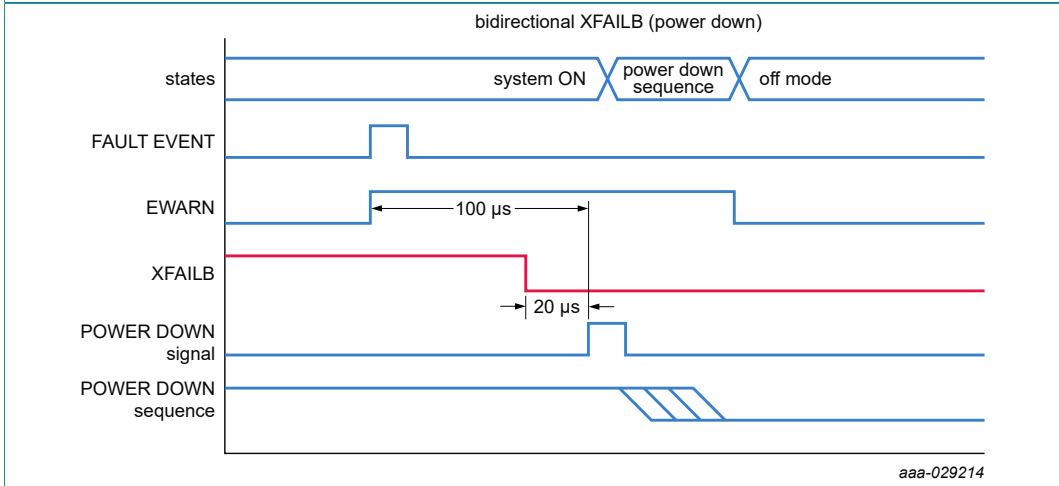 bidirectional XFAILB (power down)
states
system ON
power down
sequence
off mode
FAULT EVENT
EWARN
100 µs
XFAILB
20 µs
POWER DOWN
signal
POWER DOWN
sequence
aaa-029214